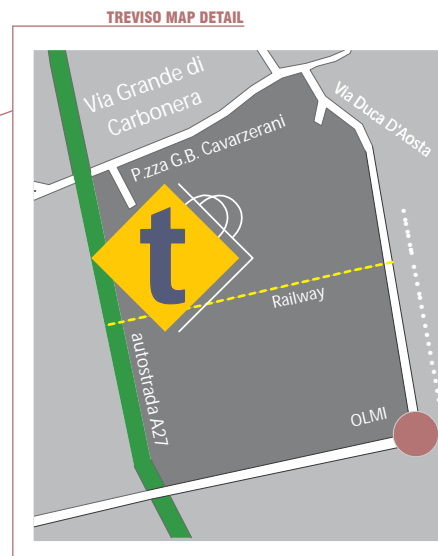 TREVISO MAP DETAIL
Via Grande di
Carbonera
Via Duca D'Aosta
P.zza G.B. Cavarzerani
t
Railway
autostrada A27
OLMI